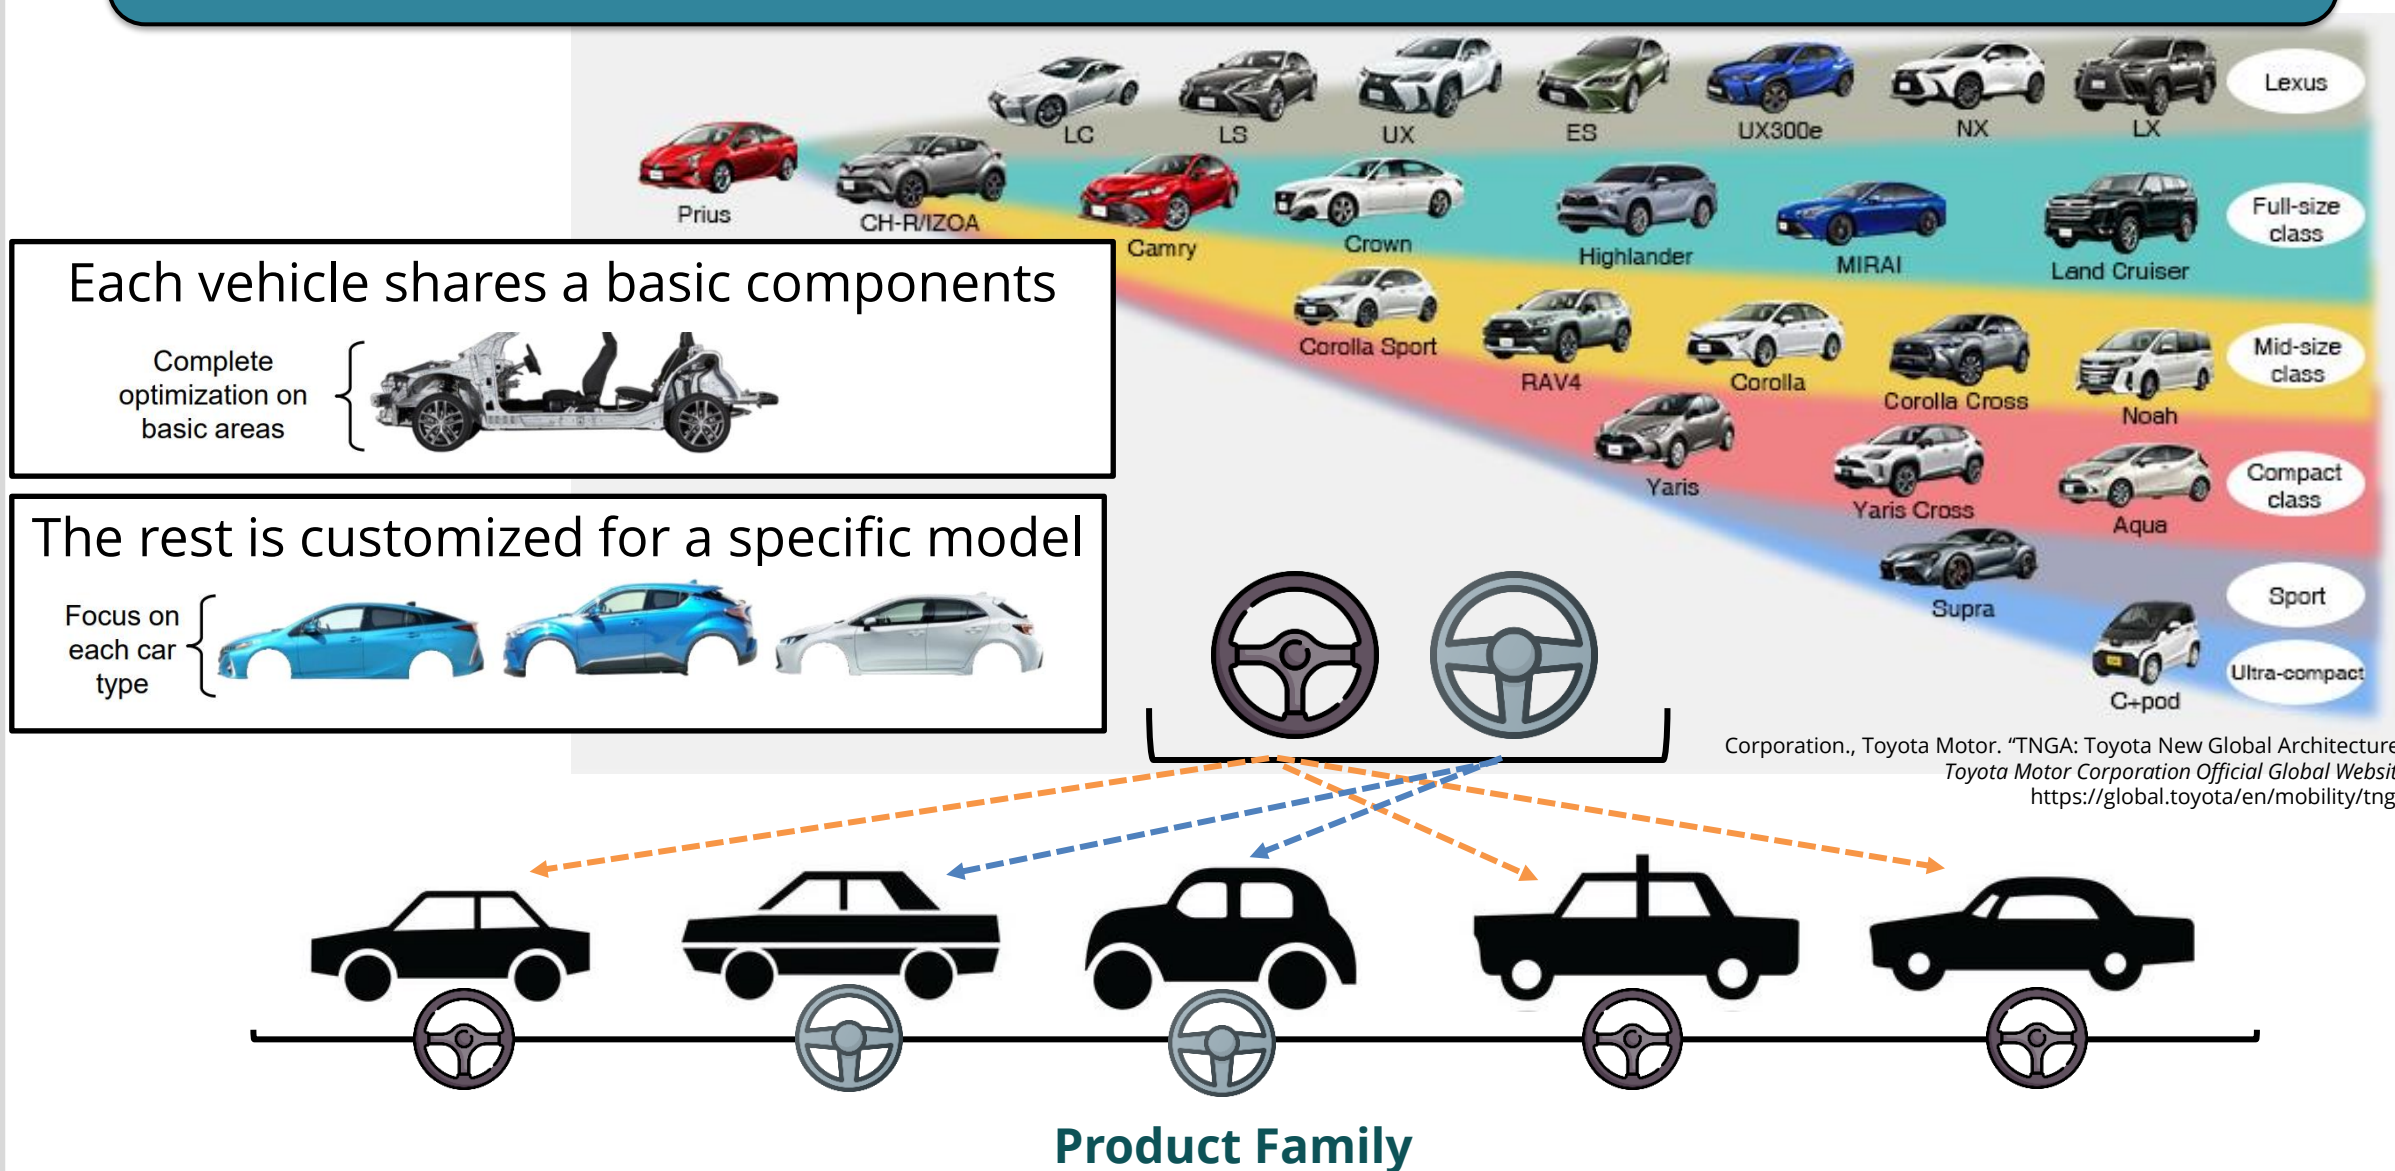 LC
LS
UX
ES
UX300e
NX
LX
Lexus
Prius
CH-R/IZOA
Camry
Crown
Highlander
MIRAI
Land Cruiser
Full-size
class
Each vehicle shares a basic components
Complete
optimization on
basic areas
Corolla Sport
RAV4
Corolla
Corolla Cross
Noah
Mid-size
class
Yaris
Yaris Cross
Aqua
Compact
class
The rest is customized for a specific model
Focus on
each car
type
Supra
Sport
C+pod
Ultra-compact
Corporation., Toyota Motor. “TNGA: Toyota New Global Architecture
Toyota Motor Corporation Official Global Websit
https://global.toyota/en/mobility/tng
Product Family